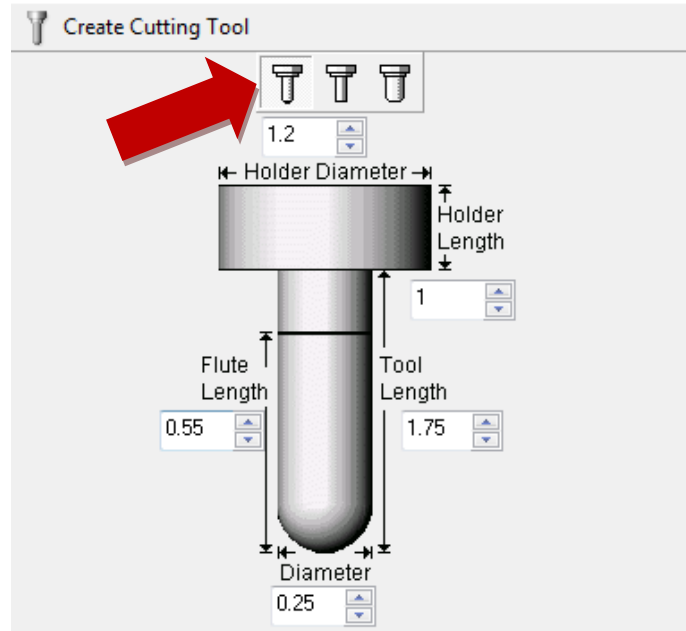 Create Cutting Tool
1.2
Holder Diameter
Holder
Length
1
Flute
Length
Tool
Length
0.55
1.75
Diameter
0.25